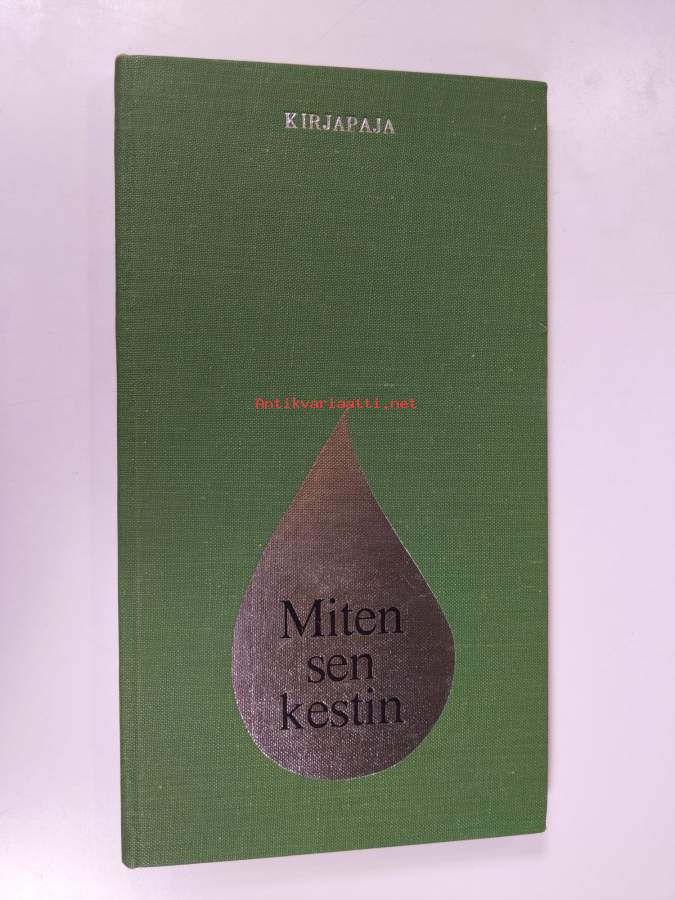 KIRJAPAJA
Antikvariaatti.net
Miten
sen
kestin